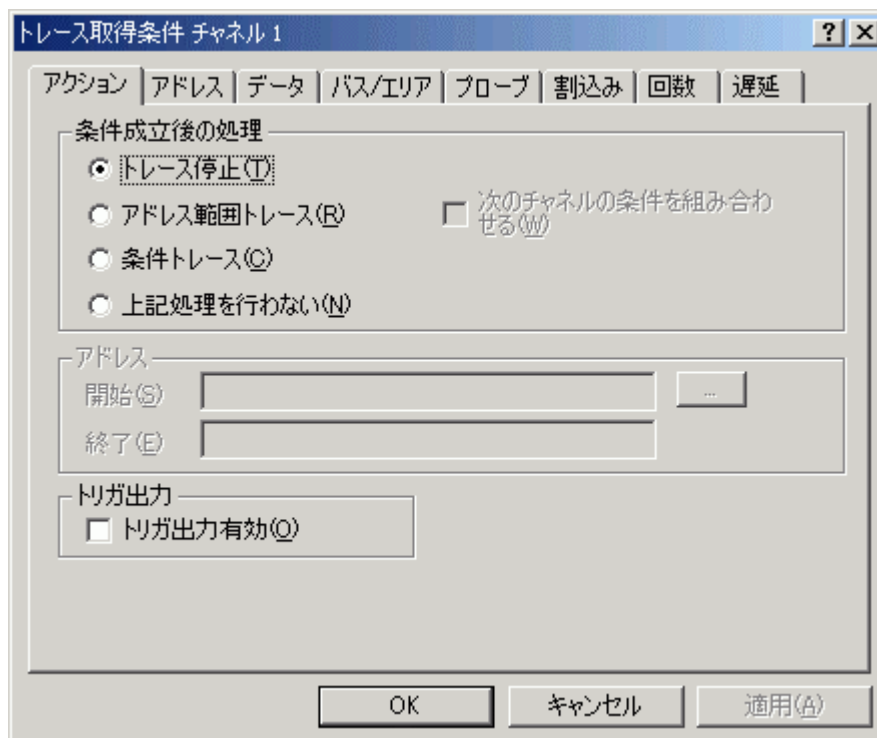 トレース取得条件 チャネル 1
アクション アドレス データ バス/エリア プローブ 割込み 回数 遅延
条件成立後の処理
トレース停止(T)
アドレス範囲トレース(R)
次のチャネルの条件を組み合わ
せる(W)
条件トレース(C)
上記処理を行わない(N)
アドレス
開始(S)
...
終了(E)
トリガ出力
トリガ出力有効(O)
OK キャンセル 適用(A)